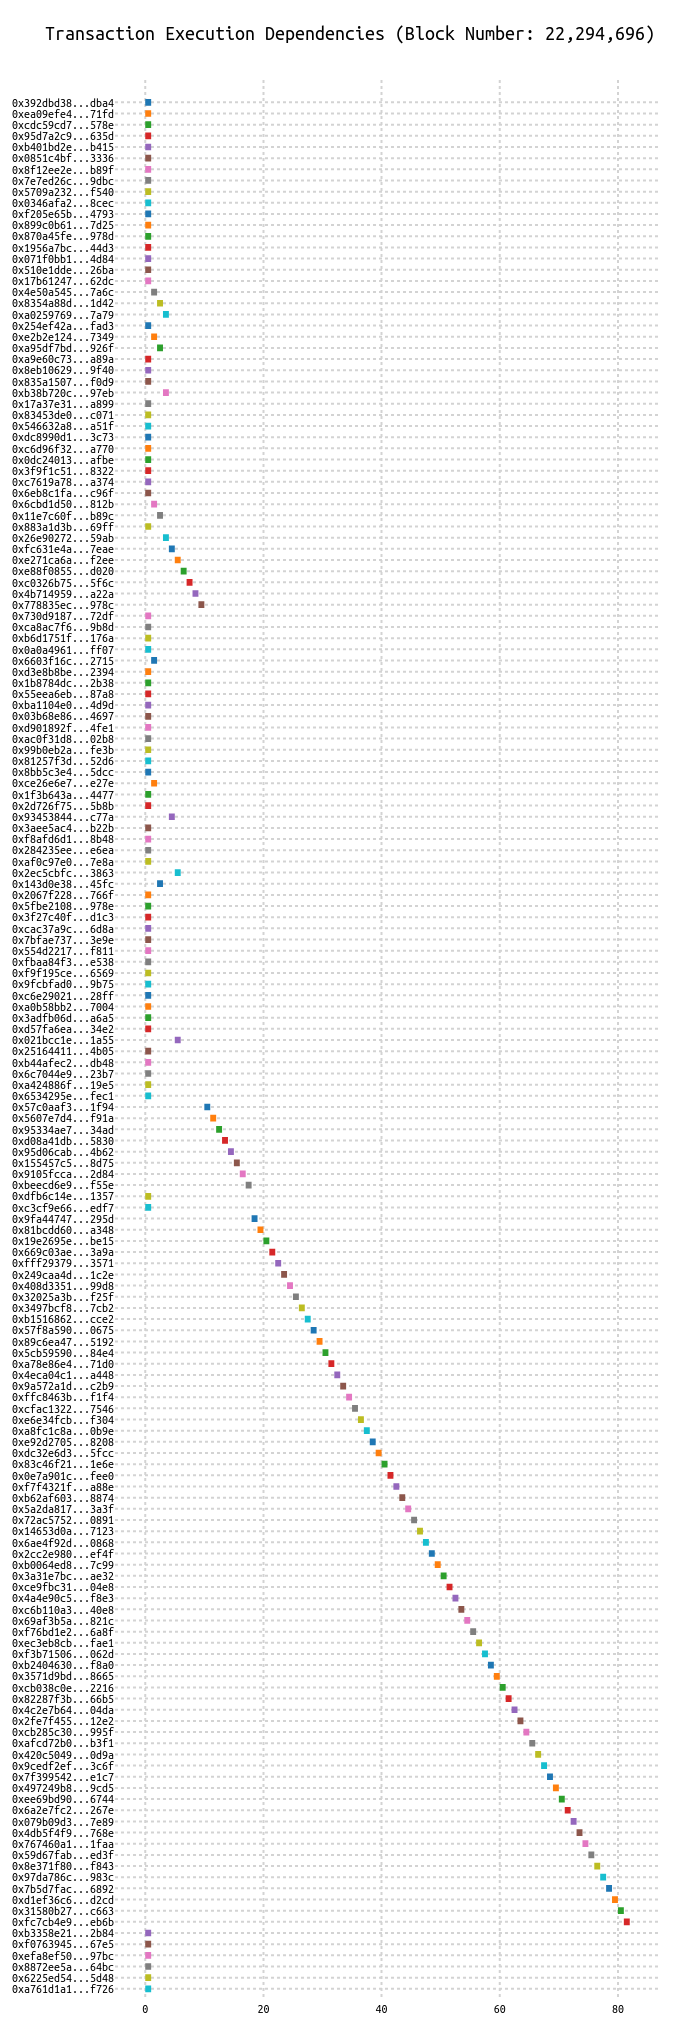 Transaction Execution Dependencies (Block Number: 22,294,696)
0x392dbd38...dba4
0xea09efe4...71fd
0xcdc59cd7...578e
0x95d7a2c9...635d
0xb401bd2e...b415
0x0851c4bf...3336
0x8f12ee2e...b89f
0x7e7ed26c...9dbc
0x5709a232...f540
0x0346afa2...8cec
0xf205e65b...4793
0x899c0b61...7d25
0x870a45fe...978d
0x1956a7bc...44d3
0x071f0bb1...4d84
0x510e1dde...26ba
0x17b61247...62dc
0x4e50a545...7a6c
0x8354a88d...1d42
0xa0259769...7a79
0x254ef42a...fad3
0xe2b2e124...7349
0xa95df7bd...926f
0xa9e60c73...a89a
0x8eb10629...9f40
0x835a1507...f0d9
0xb38b720c...97eb
0x17a37e31...a899
0x83453de0...c071
0x546632a8...a51f
0xdc8990d1...3c73
0xc6d96f32...a770
0x0dc24013...afbe
0x3f9f1c51...8322
0xc7619a78...a374
0x6eb8c1fa...c96f
0x6cbd1d50...812b
0x11e7c60f...b89c
0x883a1d3b...69ff
0x26e90272...59ab
0xfc631e4a...7eae
0xe271ca6a...f2ee
0xe88f0855...d020
0xc0326b75...5f6c
0x4b714959...a22a
0x778835ec...978c
0x730d9187...72df
0xca8ac7f6...9b8d
0xb6d1751f...176a
0x0a0a4961...ff07
0x6603f16c...2715
0xd3e8b8be...2394
0x1b8784dc...2b38
0x55eea6eb...87a8
0xba1104e0...4d9d
0x03b68e86...4697
0xd901892f...4fe1
0xac0f31d8...02b8
0x99b0eb2a...fe3b
0x81257f3d...52d6
0x8bb5c3e4...5dcc
0xce26e6e7...e27e
0x1f3b643a...4477
0x2d726f75...5b8b
0x93453844...c77a
0x3aee5ac4...b22b
0xf8afd6d1...8b48
0x284235ee...e6ea
0xaf0c97e0...7e8a
0x2ec5cbfc...3863
0x143d0e38...45fc
0x2067f228...766f
0x5fbe2108...978e
0x3f27c40f...d1c3
0xcac37a9c...6d8a
0x7bfae737...3e9e
0x554d2217...f811
0xfbaa84f3...e538
0xf9f195ce...6569
0x9fcbfad0...9b75
0xc6e29021...28ff
0xa0b58bb2...7004
0x3adfb06d...a6a5
0xd57fa6ea...34e2
0x021bcc1e...1a55
0x25164411...4b05
0xb44afec2...db48
0x6c7044e9...23b7
0xa424886f...19e5
0x6534295e...fec1
0x57c0aaf3...1f94
0x5607e7d4...f91a
0x95334ae7...34ad
0xd08a41db...5830
0x95d06cab...4b62
0x155457c5...8d75
0x9105fcca...2d84
0xbeecd6e9...f55e
0xdfb6c14e...1357
0xc3cf9e66...edf7
0x9fa44747...295d
0x81bcdd60...a348
0x19e2695e...be15
0x669c03ae...3a9a
0xfff29379...3571
0x249caa4d...1c2e
0x408d3351...99d8
0x32025a3b...f25f
0x3497bcf8...7cb2
0xb1516862...cce2
0x57f8a590...0675
0x89c6ea47...5192
0x5cb59590...84e4
0xa78e86e4...71d0
0x4eca04c1...a448
0x9a572a1d...c2b9
0xffc8463b...f1f4
0xcfac1322...7546
0xe6e34fcb...f304
0xa8fc1c8a...0b9e
0xe92d2705...8208
0xdc32e6d3...5fcc
0x83c46f21...1e6e
0x0e7a901c...fee0
0xf7f4321f...a88e
0xb62af603...8874
0x5a2da817...3a3f
0x72ac5752...0891
0x14653d0a...7123
0x6ae4f92d...0868
0x2cc2e980...ef4f
0xb0064ed8...7c99
0x3a31e7bc...ae32
0xce9fbc31...04e8
0x4a4e90c5...f8e3
0xc6b110a3...40e8
0x69af3b5a...821c
0xf76bd1e2...6a8f
0xec3eb8cb...fae1
0xf3b71506...062d
0xb2404630...f8a0
0x3571d9bd...8665
0xcb038c0e...2216
0x82287f3b...66b5
0x4c2e7b64...04da
0x2fe7f455...12e2
0xcb285c30...995f
0xafcd72b0...b3f1
0x420c5049...0d9a
0x9cedf2ef...3c6f
0x7f399542...e1c7
0x497249b8...9cd5
0xee69bd90...6744
0x6a2e7fc2...267e
0x079b09d3...7e89
0x4db5f4f9...768e
0x767460a1...1faa
0x59d67fab...ed3f
0x8e371f80...f843
0x97da786c...983c
0x7b5d7fac...6892
0xd1ef36c6...d2cd
0x31580b27...c663
0xfc7cb4e9...eb6b
0xb3358e21...2b84
0xf0763945...67e5
0xefa8ef50...97bc
0x8872ee5a...64bc
0x6225ed54...5d48
0xa761d1a1...f726
0 20 40 60 80